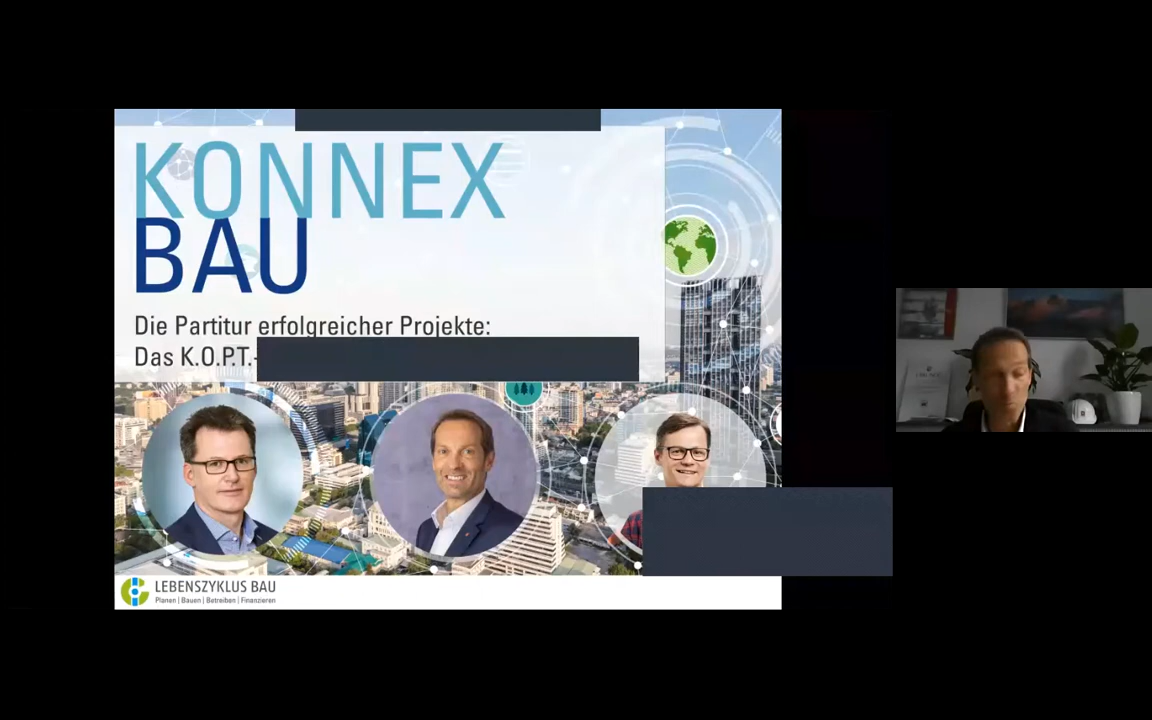 KONNEX
BAU
Die Partitur erfolgreicher Projekte:
Das K.O.P.T.-
LEBENSZYKLUS BAU
Planen | Bauen | Betreiben | Finanzieren